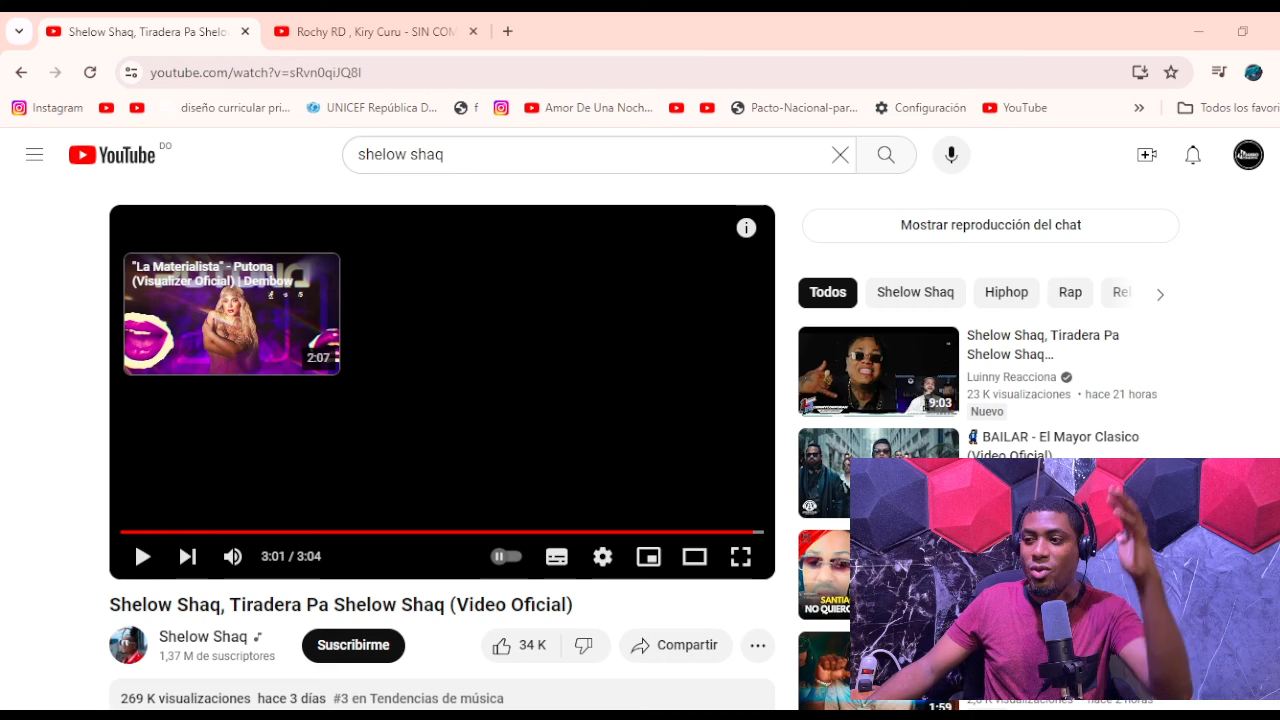 Shelow Shaq, Tiradera Pa Shelo
Rochy RD , Kiry Curu - SIN COM
youtube.com/watch?v=sRvn0qiJQ8I
Instagram
diseño curricular pri...
UNICEF República D...
f
Amor De Una Noch...
Pacto-Nacional-par...
Configuración
YouTube
Todos los favori
YouTube DO
shelow shaq
"La Materialista" - Putona
(Visualizer Oficial) | Dembow
2:07
3:01 / 3:04
Shelow Shaq, Tiradera Pa Shelow Shaq (Video Oficial)
Shelow Shaq
1,37 M de suscriptores
Suscribirme
34 K
Compartir
269 K visualizaciones hace 3 días #3 en Tendencias de música
Mostrar reproducción del chat
Todos
Shelow Shaq
Hiphop
Rap
Rel
Shelow Shaq, Tiradera Pa
Shelow Shaq...
Luinny Reacciona
23 K visualizaciones • hace 21 horas
Nuevo
9:03
BAILAR - El Mayor Clasico
(Video Oficial)
SANTIA
NO QUIERO
1:59